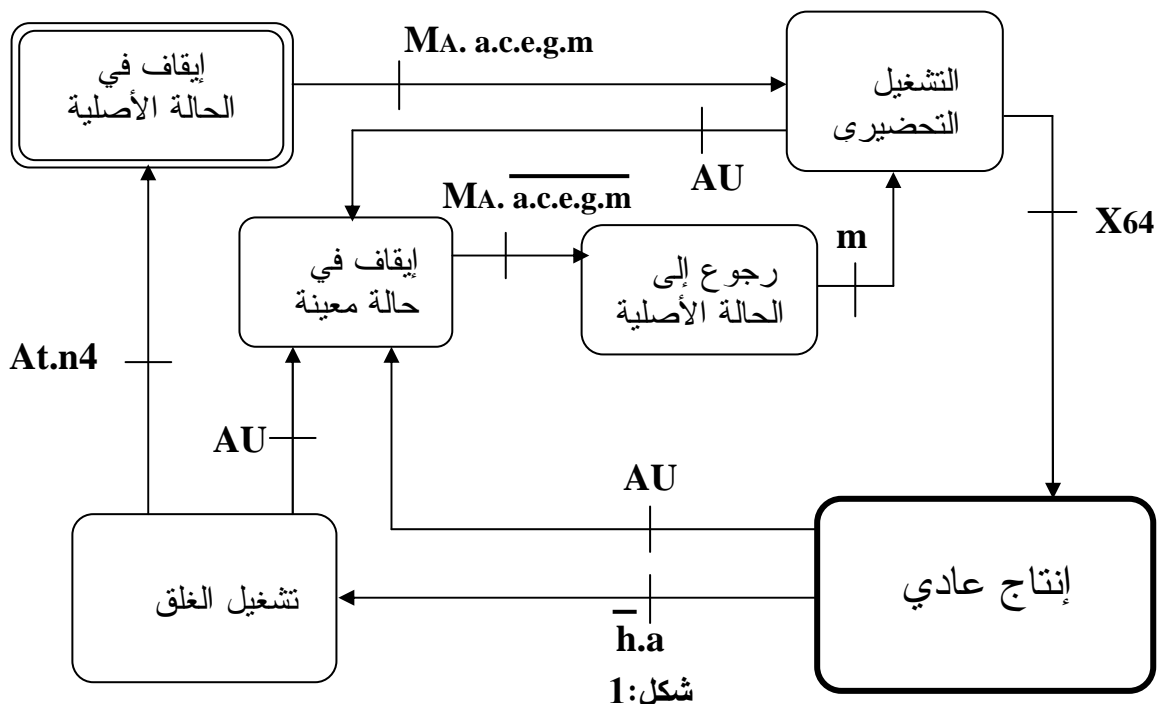 إيقاف في
الحالة الأصلية
MA. a.c.e.g.m
التشغيل
التحضيري
AU
MA. a̅.̅c̅.̅e̅.̅g̅.̅m̅
X64
إيقاف في
حالة معينة
رجوع إلى
الحالة الأصلية
m
At.n4
AU
AU
تشغيل الغلق
إنتاج عادي
h̅.a
شكل:1